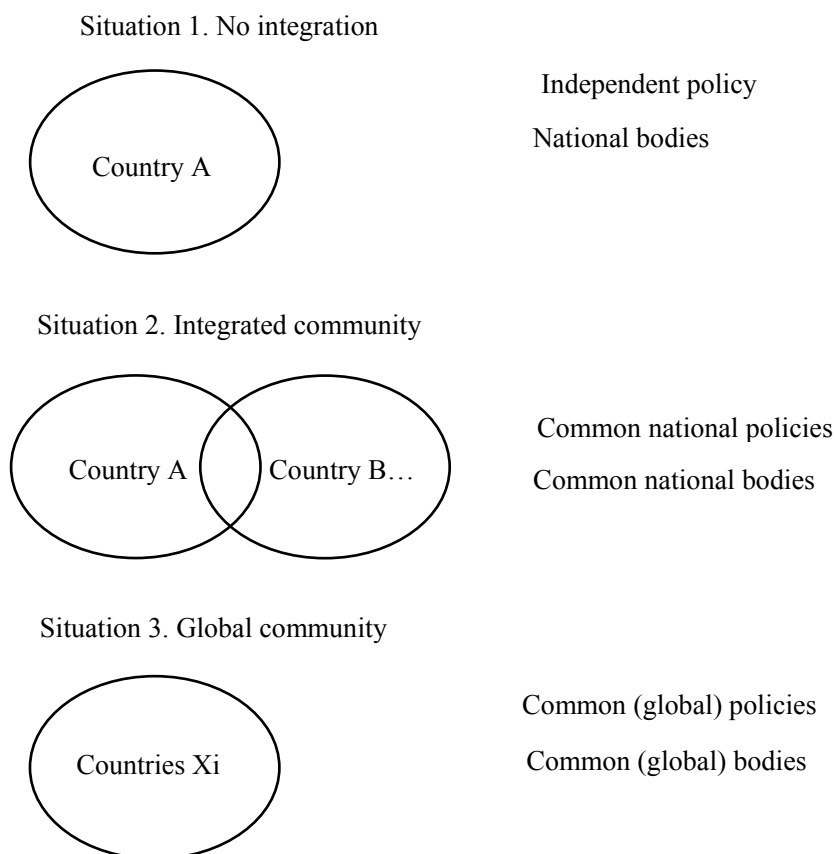 Situation 1. No integration
Independent policy
National bodies
Country A
Situation 2. Integrated community
Common national policies
Country A
Country B…
Common national bodies
Situation 3. Global community
Common (global) policies
Countries Xi
Common (global) bodies